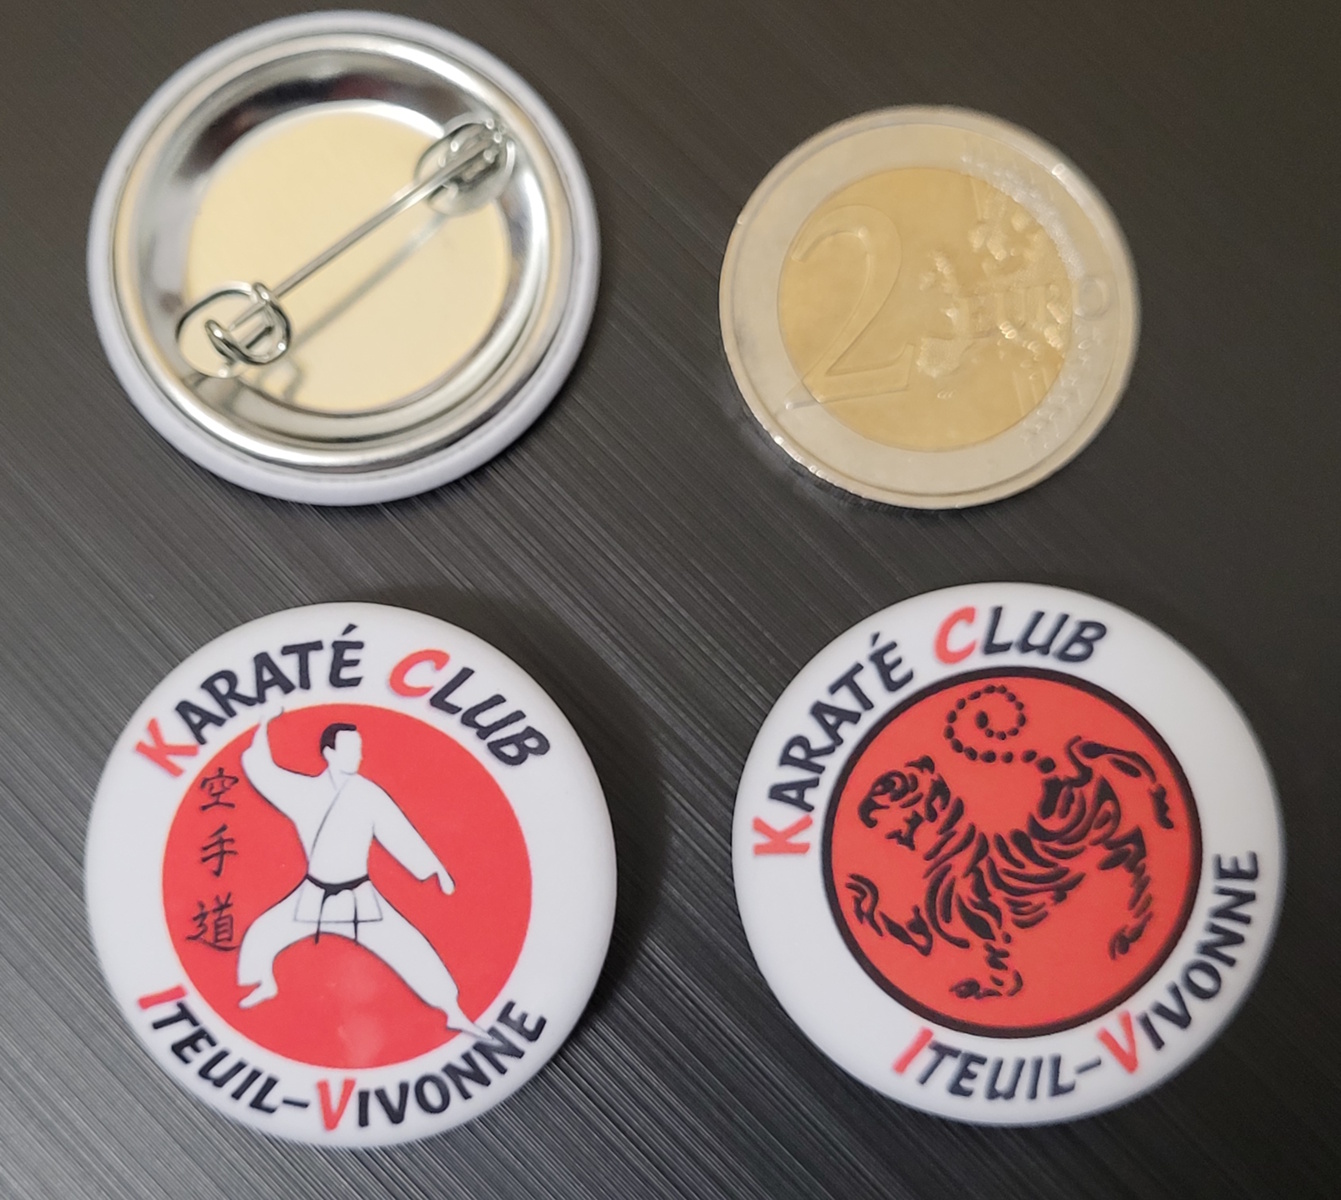 2 EURO
KARATÉ CLUB
空
手
道
ITEUIL-VIVONNE
KARATÉ CLUB
ITEUIL-VIVONNE